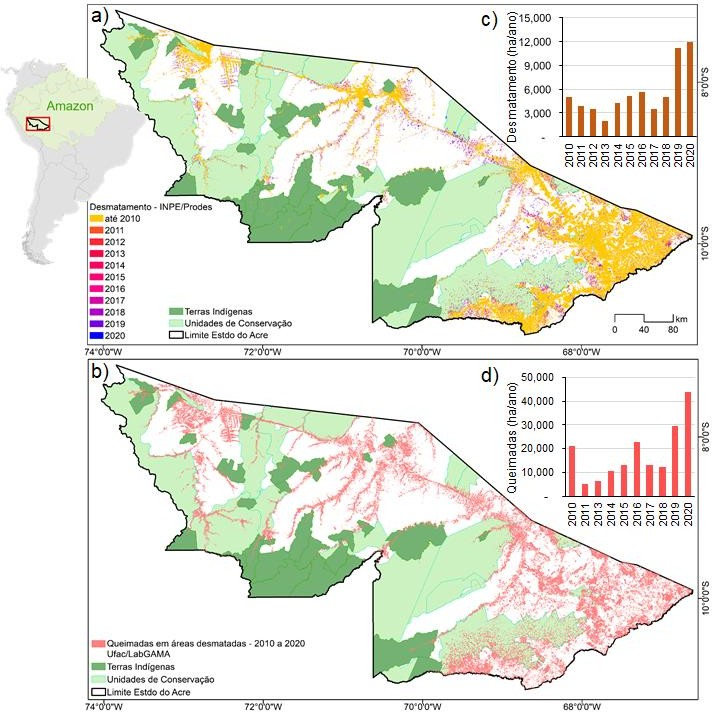 a)
Amazon
Desmatamento - INPE/Prodes
até 2010
2011
2012
2013
2014
2015
2016
2017
2018
2019
2020
Terras Indígenas
Unidades de Conservação
Limite Estdo do Acre
0 40 80
km
c)
Desmatamento (ha/ano)
15,000
12,000
9,000
6,000
3,000
-
2010 2011 2012 2013 2014 2015 2016 2017 2018 2019 2020
8°0'0"S
10°0'0"S
74°0'0"W 72°0'0"W 70°0'0"W 68°0'0"W
b)
Queimadas em áreas desmatadas - 2010 a 2020
Ufac/LabGAMA
Terras Indígenas
Unidades de Conservação
Limite Estdo do Acre
d)
Queimadas (ha/ano)
50,000
40,000
30,000
20,000
10,000
-
2010 2011 2013 2014 2015 2016 2017 2018 2019 2020
8°0'0"S
10°0'0"S
74°0'0"W 72°0'0"W 70°0'0"W 68°0'0"W